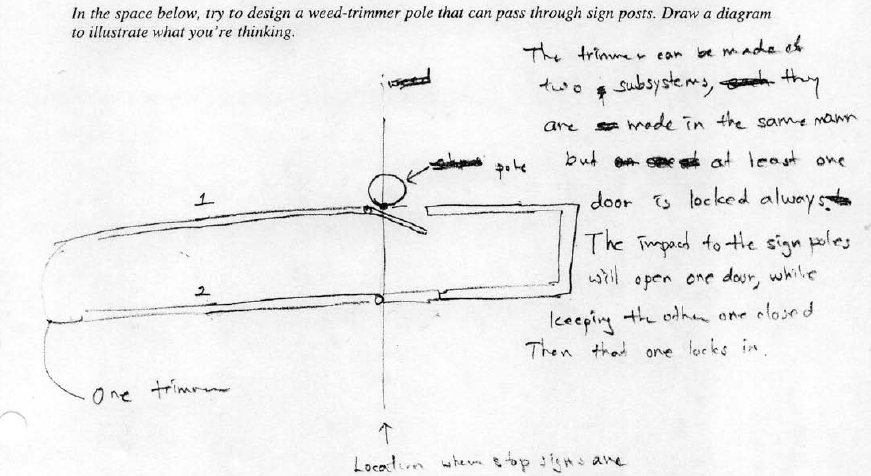 In the space below, try to design a weed-trimmer pole that can pass through sign posts. Draw a diagram
to illustrate what you're thinking.
The trimmer can be made of
two subsystems, they
are made in the same mann
but at least one
door is locked always
The impact to the sign poles
will open one door, while
keeping the other one closed
Then that one locks in.
weed
pole
1
2
One trimmer
Location where stop signs are